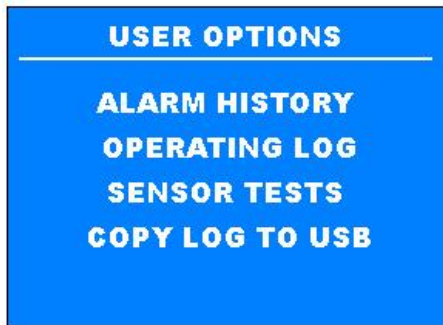 USER OPTIONS
ALARM HISTORY
OPERATING LOG
SENSOR TESTS
COPY LOG TO USB